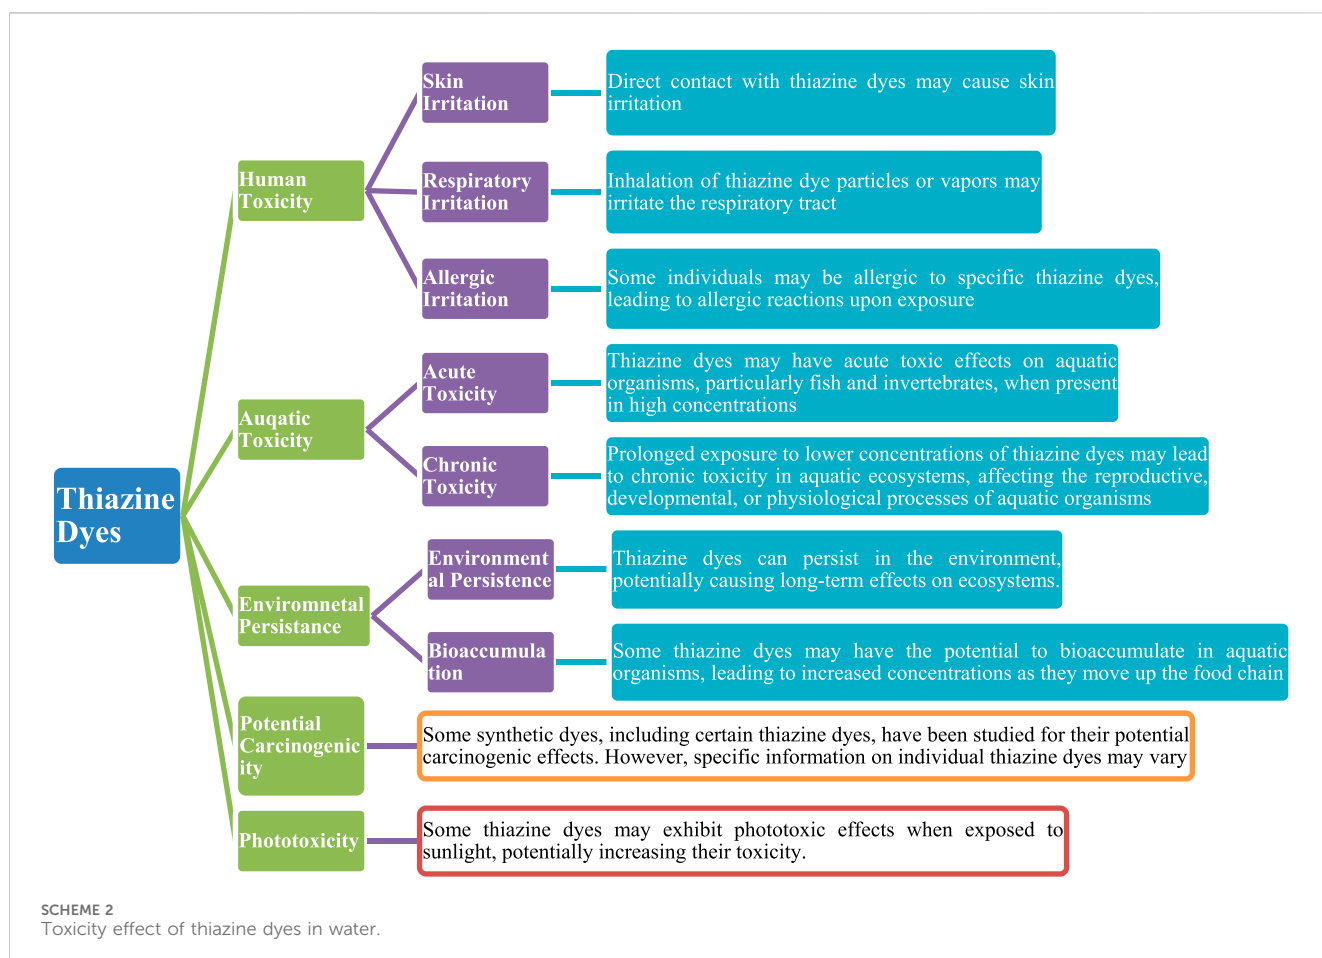 Thiazine
Dyes
Human
Toxicity
Skin
Irritation
Direct contact with thiazine dyes may cause skin
irritation
Respiratory
Irritation
Inhalation of thiazine dye particles or vapors may
irritate the respiratory tract
Allergic
Irritation
Some individuals may be allergic to specific thiazine dyes,
leading to allergic reactions upon exposure
Auqatic
Toxicity
Acute
Toxicity
Thiazine dyes may have acute toxic effects on aquatic
organisms, particularly fish and invertebrates, when present
in high concentrations
Chronic
Toxicity
Prolonged exposure to lower concentrations of thiazine dyes may lead
to chronic toxicity in aquatic ecosystems, affecting the reproductive,
developmental, or physiological processes of aquatic organisms
Enviromnetal
Persistance
Environment
al Persistence
Thiazine dyes can persist in the environment,
potentially causing long-term effects on ecosystems.
Bioaccumula
tion
Some thiazine dyes may have the potential to bioaccumulate in aquatic
organisms, leading to increased concentrations as they move up the food chain
Potential
Carcinogenic
ity
Some synthetic dyes, including certain thiazine dyes, have been studied for their potential
carcinogenic effects. However, specific information on individual thiazine dyes may vary
Phototoxicity
Some thiazine dyes may exhibit phototoxic effects when exposed to
sunlight, potentially increasing their toxicity.
SCHEME 2
Toxicity effect of thiazine dyes in water.